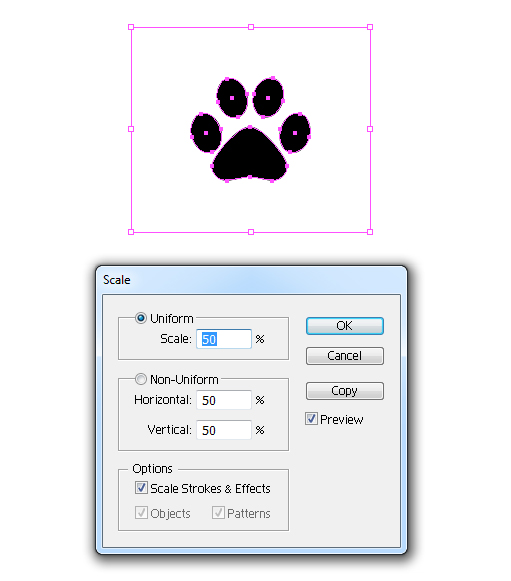 Scale
Uniform
Scale: 50 %
OK
Cancel
Non-Uniform
Horizontal: 50 %
Copy
Preview
Vertical: 50 %
Options
Scale Strokes & Effects
Objects Patterns